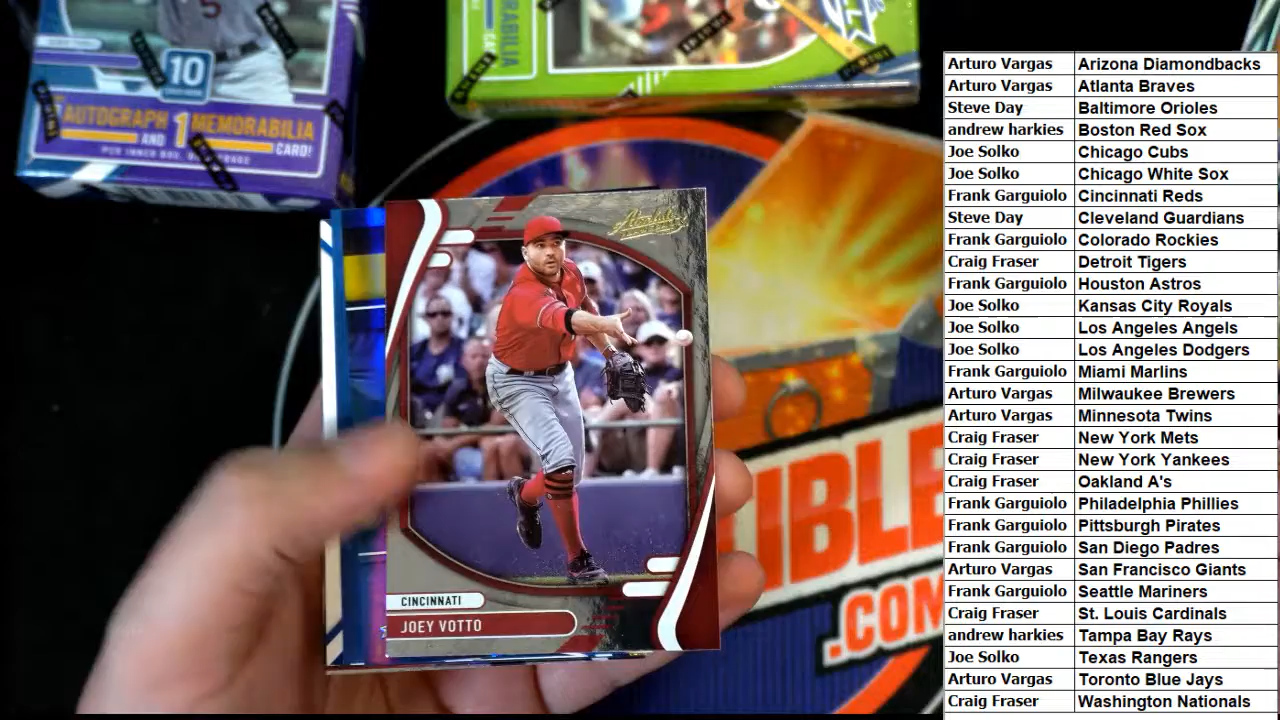 5
10
AUTOGRAPH AND 1 MEMORABILIA
PER INNER BOX, ON AVERAGE
CARD!
Absolute
CINCINNATI
JOEY VOTTO
IBLE
.COM
Arturo Vargas Arizona Diamondbacks
Arturo Vargas Atlanta Braves
Steve Day Baltimore Orioles
andrew harkies Boston Red Sox
Joe Solko Chicago Cubs
Joe Solko Chicago White Sox
Frank Garguiolo Cincinnati Reds
Steve Day Cleveland Guardians
Frank Garguiolo Colorado Rockies
Craig Fraser Detroit Tigers
Frank Garguiolo Houston Astros
Joe Solko Kansas City Royals
Joe Solko Los Angeles Angels
Joe Solko Los Angeles Dodgers
Frank Garguiolo Miami Marlins
Arturo Vargas Milwaukee Brewers
Arturo Vargas Minnesota Twins
Craig Fraser New York Mets
Craig Fraser New York Yankees
Craig Fraser Oakland A's
Frank Garguiolo Philadelphia Phillies
Frank Garguiolo Pittsburgh Pirates
Frank Garguiolo San Diego Padres
Arturo Vargas San Francisco Giants
Frank Garguiolo Seattle Mariners
Craig Fraser St. Louis Cardinals
andrew harkies Tampa Bay Rays
Joe Solko Texas Rangers
Arturo Vargas Toronto Blue Jays
Craig Fraser Washington Nationals